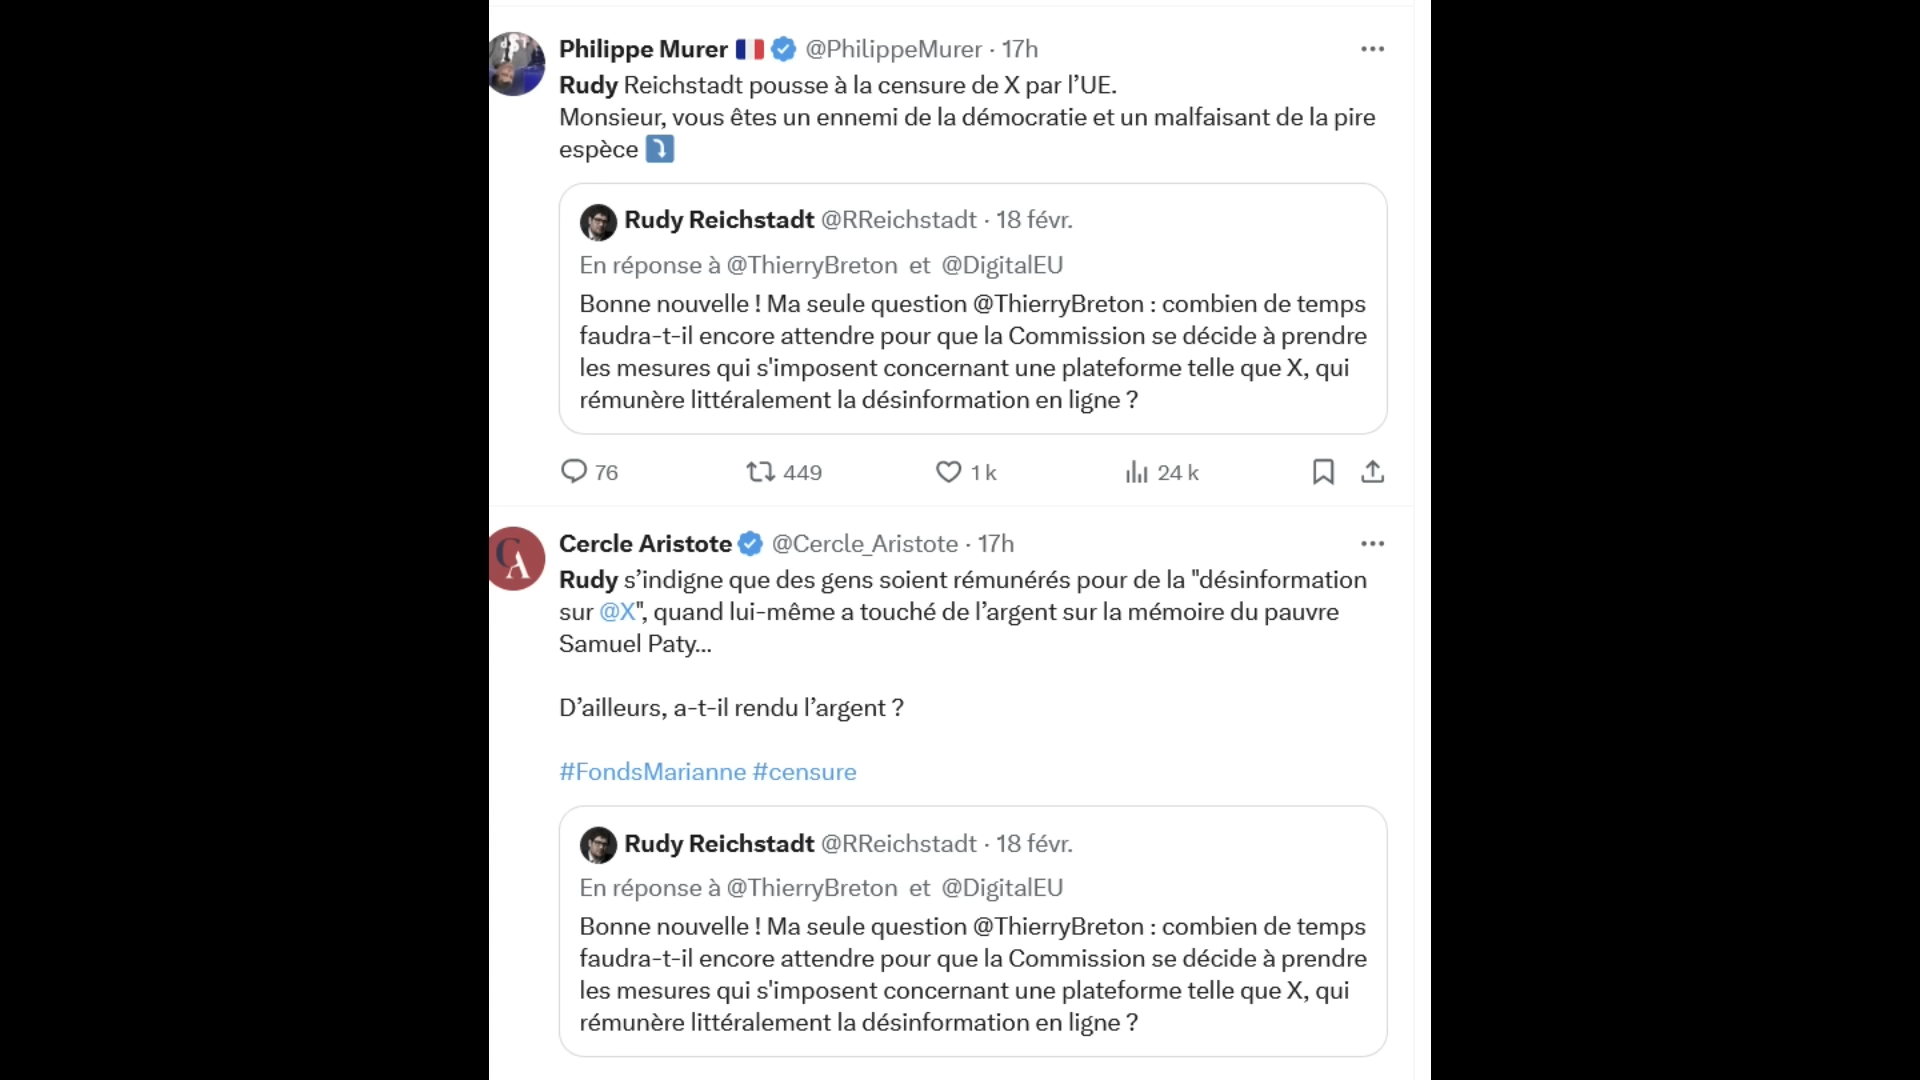 Philippe Murer 🇫🇷 @PhilippeMurer · 17h
Rudy Reichstadt pousse à la censure de X par l’UE.
Monsieur, vous êtes un ennemi de la démocratie et un malfaisant de la pire
espèce ⤵️
Rudy Reichstadt @RReichstadt · 18 févr.
En réponse à @ThierryBreton et @DigitalEU
Bonne nouvelle ! Ma seule question @ThierryBreton : combien de temps
faudra-t-il encore attendre pour que la Commission se décide à prendre
les mesures qui s'imposent concernant une plateforme telle que X, qui
rémunère littéralement la désinformation en ligne ?
76 449 1 k 24 k
CA
Cercle Aristote @Cercle_Aristote · 17h
Rudy s’indigne que des gens soient rémunérés pour de la "désinformation
sur @X", quand lui-même a touché de l’argent sur la mémoire du pauvre
Samuel Paty...
D’ailleurs, a-t-il rendu l’argent ?
#FondsMarianne #censure
Rudy Reichstadt @RReichstadt · 18 févr.
En réponse à @ThierryBreton et @DigitalEU
Bonne nouvelle ! Ma seule question @ThierryBreton : combien de temps
faudra-t-il encore attendre pour que la Commission se décide à prendre
les mesures qui s'imposent concernant une plateforme telle que X, qui
rémunère littéralement la désinformation en ligne ?